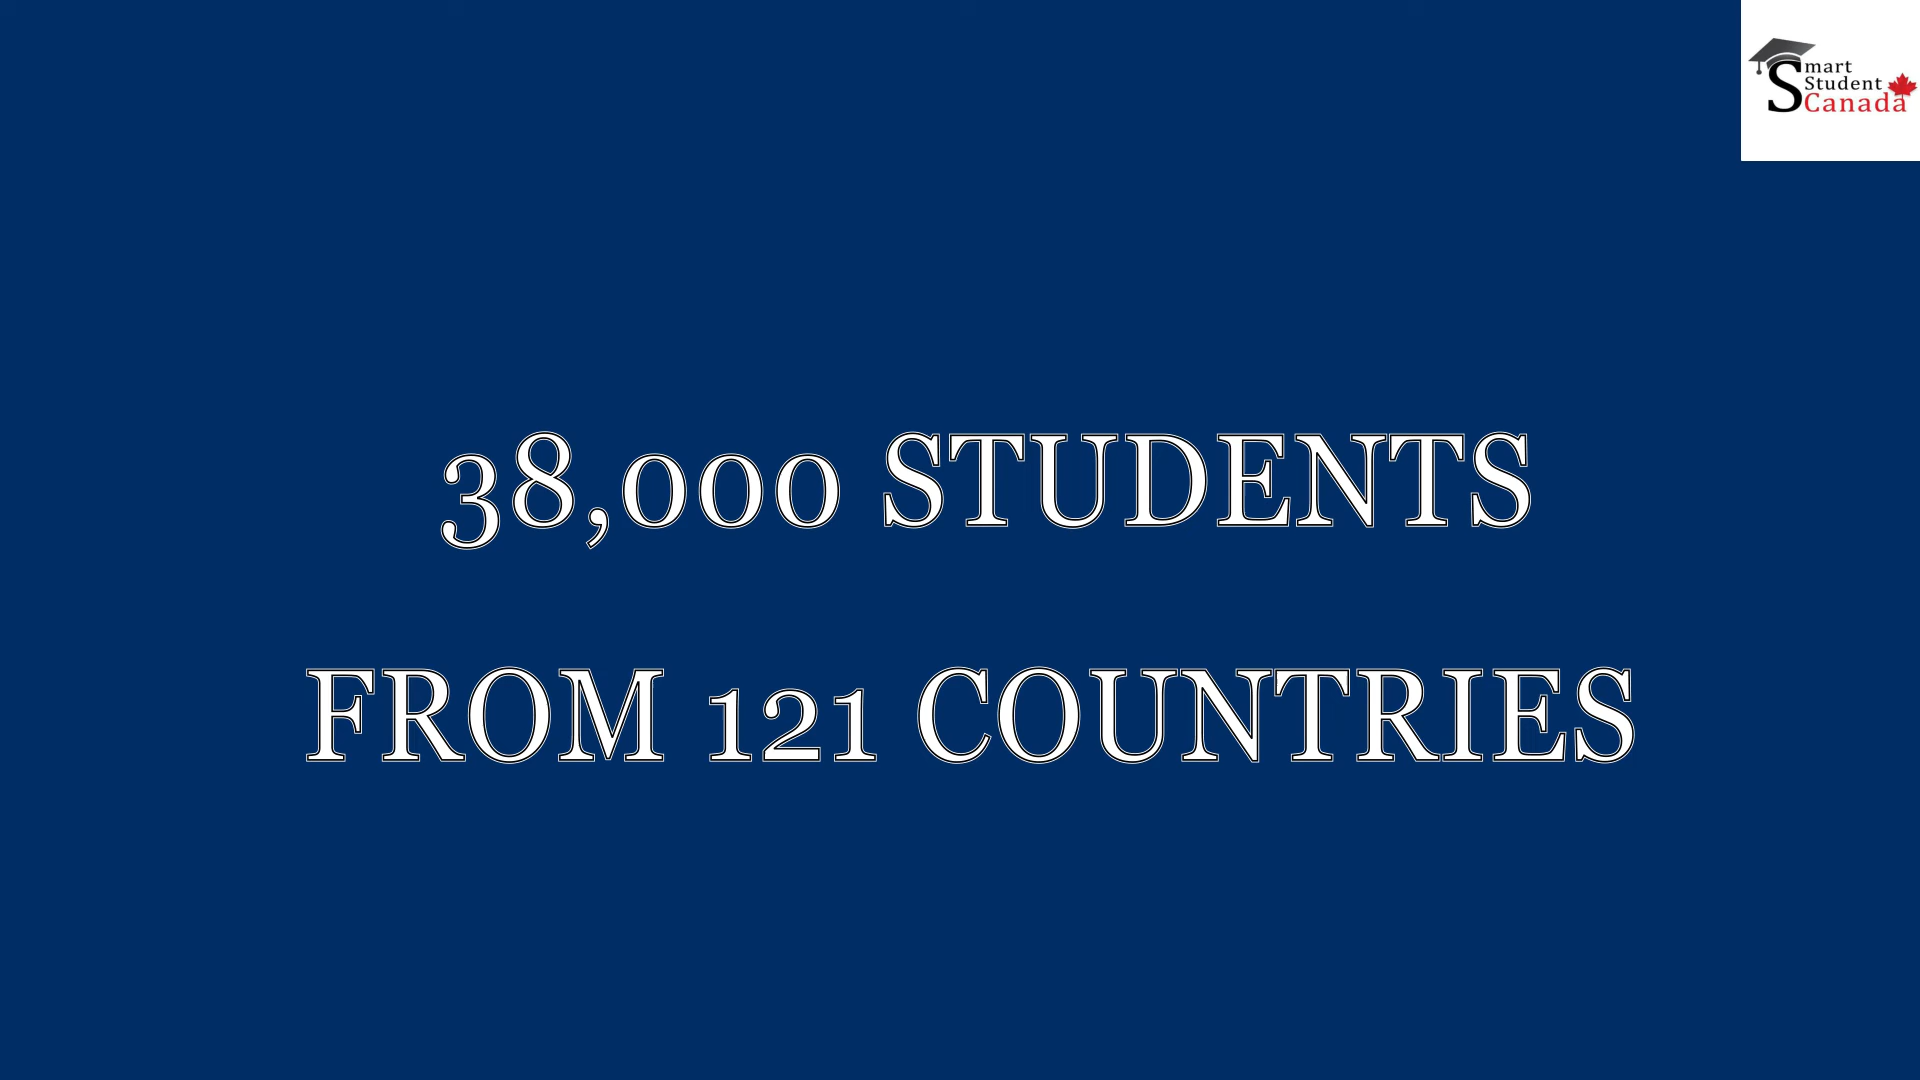 Smart
Student
Canada
38,000 STUDENTS
FROM 121 COUNTRIES